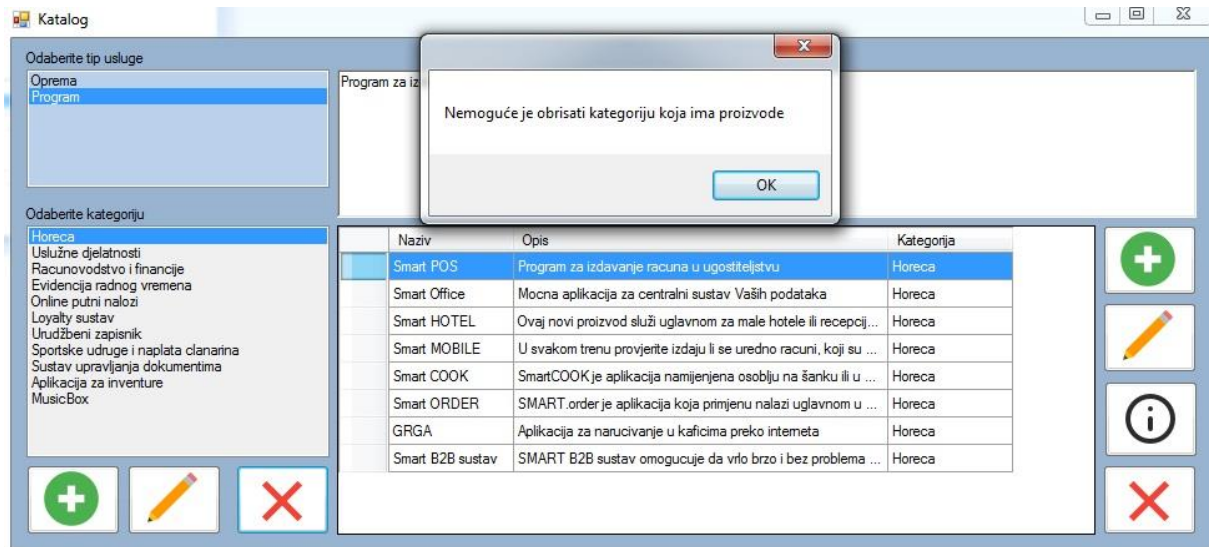 Katalog
Odaberite tip usluge
Oprema
Program
Program za iz
Nemoguće je obrisati kategoriju koja ima proizvode
OK
Odaberite kategoriju
Horeca
Uslužne djelatnosti
Racunovodstvo i financije
Evidencija radnog vremena
Online putni nalozi
Loyalty sustav
Urudžbeni zapisnik
Sportske udruge i naplata clanarina
Sustav upravljanja dokumentima
Aplikacija za inventure
MusicBox
Naziv Opis Kategorija
Smart POS Program za izdavanje racuna u ugostiteljstvu Horeca
Smart Office Mocna aplikacija za centralni sustav Vaših podataka Horeca
Smart HOTEL Ovaj novi proizvod služi uglavnom za male hotele ili recepcij... Horeca
Smart MOBILE U svakom trenu provjerite izdaju li se uredno racuni, koji su ... Horeca
Smart COOK SmartCOOK je aplikacija namijenjena osoblju na šanku ili u ... Horeca
Smart ORDER SMART.order je aplikacija koja primjenu nalazi uglavnom u ... Horeca
GRGA Aplikacija za narucivanje u kaficima preko interneta Horeca
Smart B2B sustav SMART B2B sustav omogucuje da vrlo brzo i bez problema ... Horeca